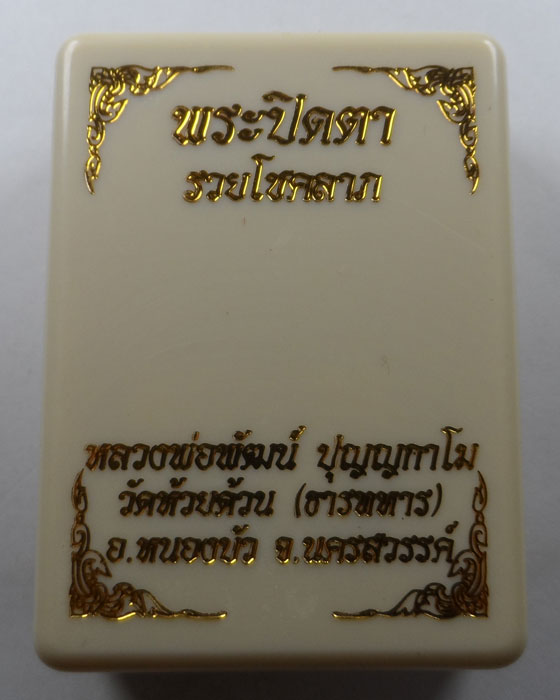 พระปิดตา
รวยโชคลาภ
หลวงพ่อพัฒน์ ปุญญกาโม
วัดห้วยด้วน (ธารทหาร)
อ.หนองบัว จ.นครสวรรค์